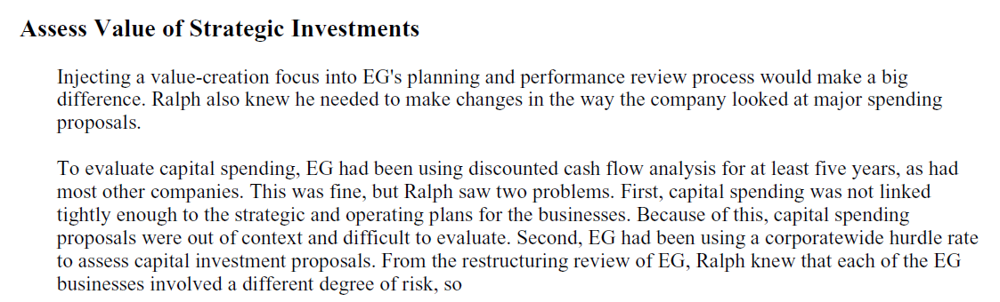 Assess Value of Strategic Investments
Injecting a value-creation focus into EG's planning and performance review process would make a big
difference. Ralph also knew he needed to make changes in the way the company looked at major spending
proposals.
To evaluate capital spending, EG had been using discounted cash flow analysis for at least five years, as had
most other companies. This was fine, but Ralph saw two problems. First, capital spending was not linked
tightly enough to the strategic and operating plans for the businesses. Because of this, capital spending
proposals were out of context and difficult to evaluate. Second, EG had been using a corporatewide hurdle rate
to assess capital investment proposals. From the restructuring review of EG, Ralph knew that each of the EG
businesses involved a different degree of risk, so